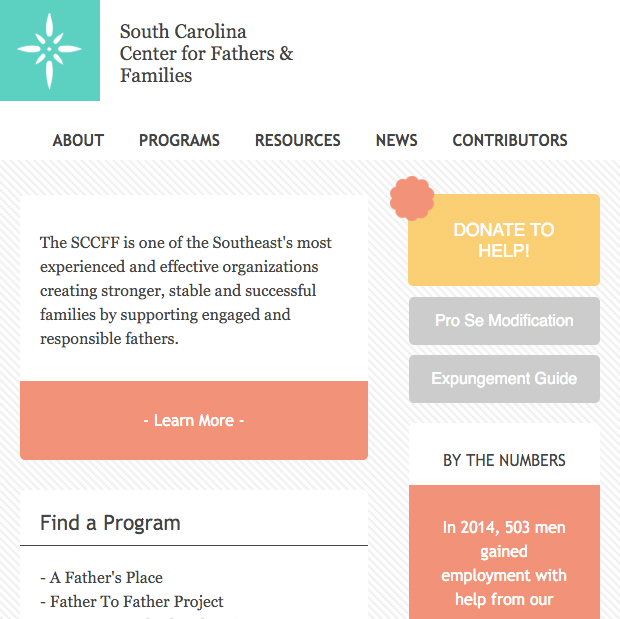 South Carolina
Center for Fathers &
Families
ABOUT PROGRAMS RESOURCES NEWS CONTRIBUTORS
The SCCFF is one of the Southeast's most
experienced and effective organizations
creating stronger, stable and successful
families by supporting engaged and
responsible fathers.
- Learn More -
Find a Program
- A Father's Place
- Father To Father Project
DONATE TO
HELP!
Pro Se Modification
Expungement Guide
BY THE NUMBERS
In 2014, 503 men
gained
employment with
help from our